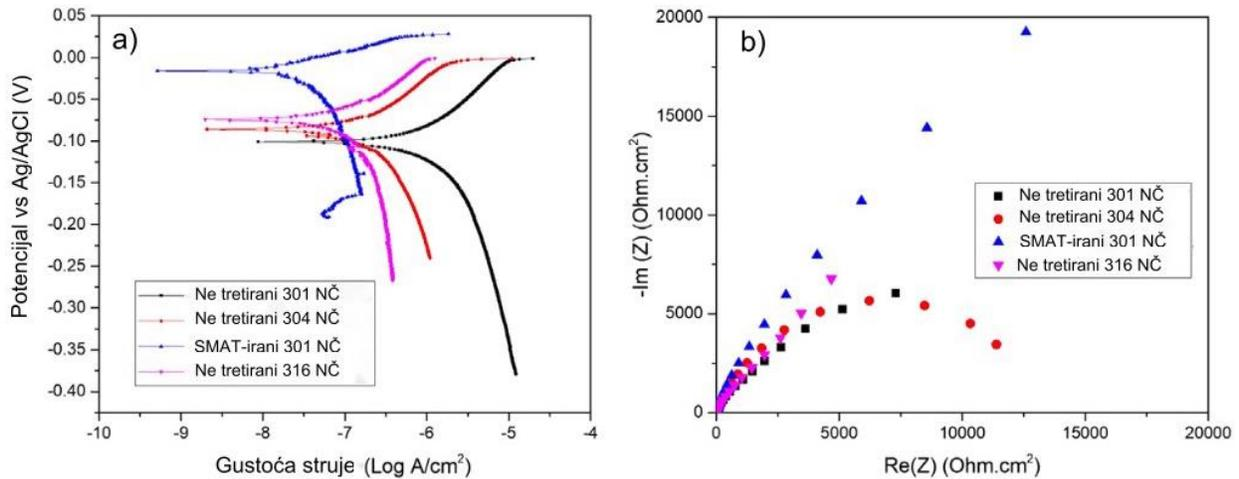 a)
0.05
0.00
-0.05
-0.10
-0.15
-0.20
-0.25
-0.30
-0.35
-0.40
Potencijal vs Ag/AgCl (V)
Ne tretirani 301 NČ
Ne tretirani 304 NČ
SMAT-irani 301 NČ
Ne tretirani 316 NČ
-10 -9 -8 -7 -6 -5 -4
Gustoća struje (Log A/cm²)
b)
20000
15000
10000
5000
0
-Im (Z) (Ohm.cm²)
Ne tretirani 301 NČ
Ne tretirani 304 NČ
SMAT-irani 301 NČ
Ne tretirani 316 NČ
0 5000 10000 15000 20000
Re(Z) (Ohm.cm²)